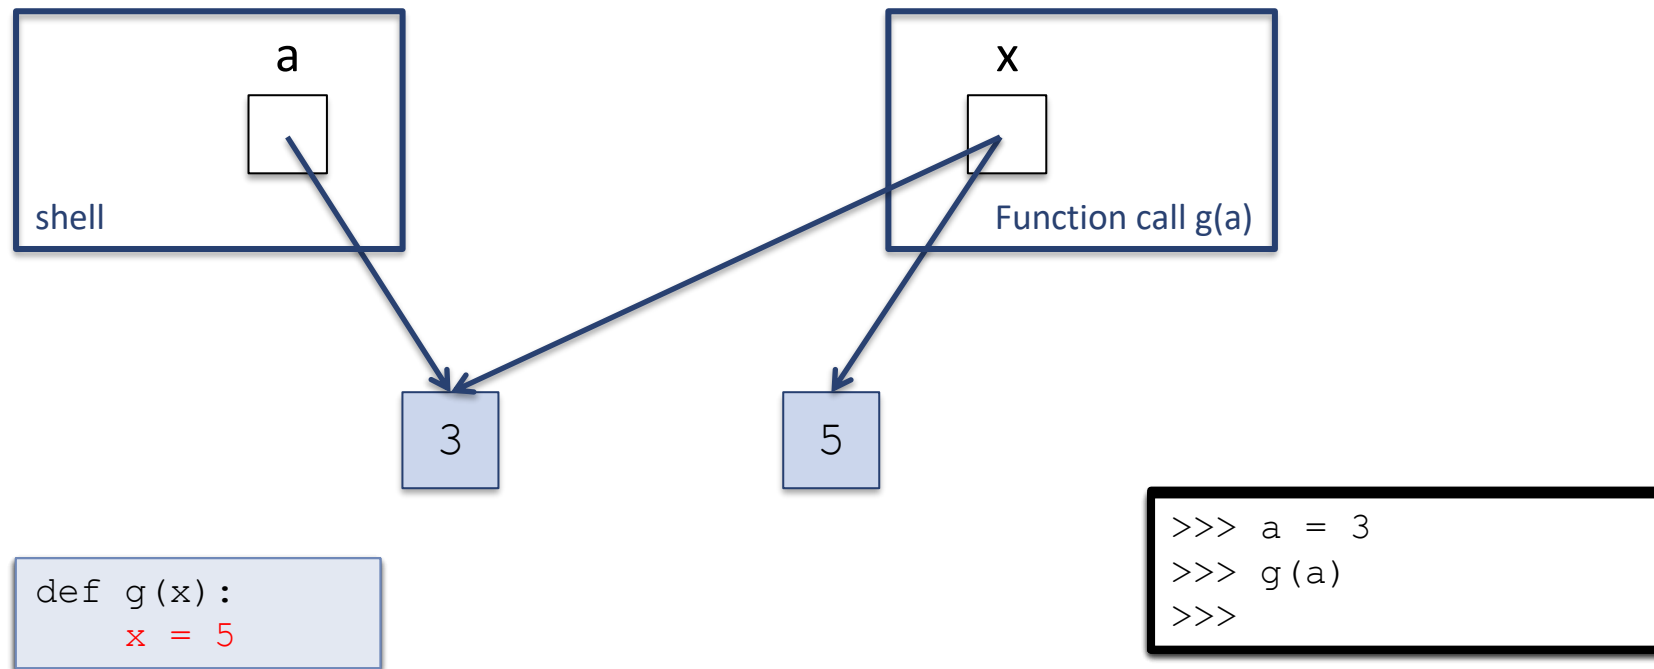 a
x
shell
Function call g(a)
3
5
>>> a = 3
>>> g(a)
>>>
def g(x):
    x = 5